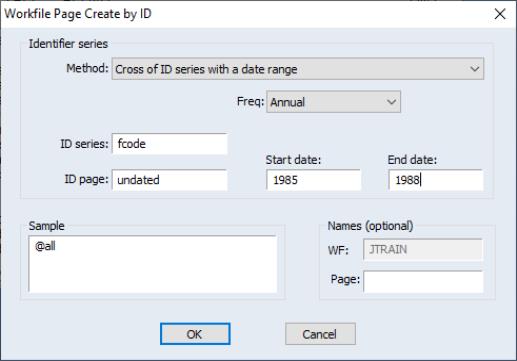 Workfile Page Create by ID
Identifier series
Method: Cross of ID series with a date range
Freq: Annual
ID series: fcode
Start date: End date:
ID page: undated 1985 1988
Sample
@all
Names (optional)
WF: JTRAIN
Page:
OK Cancel